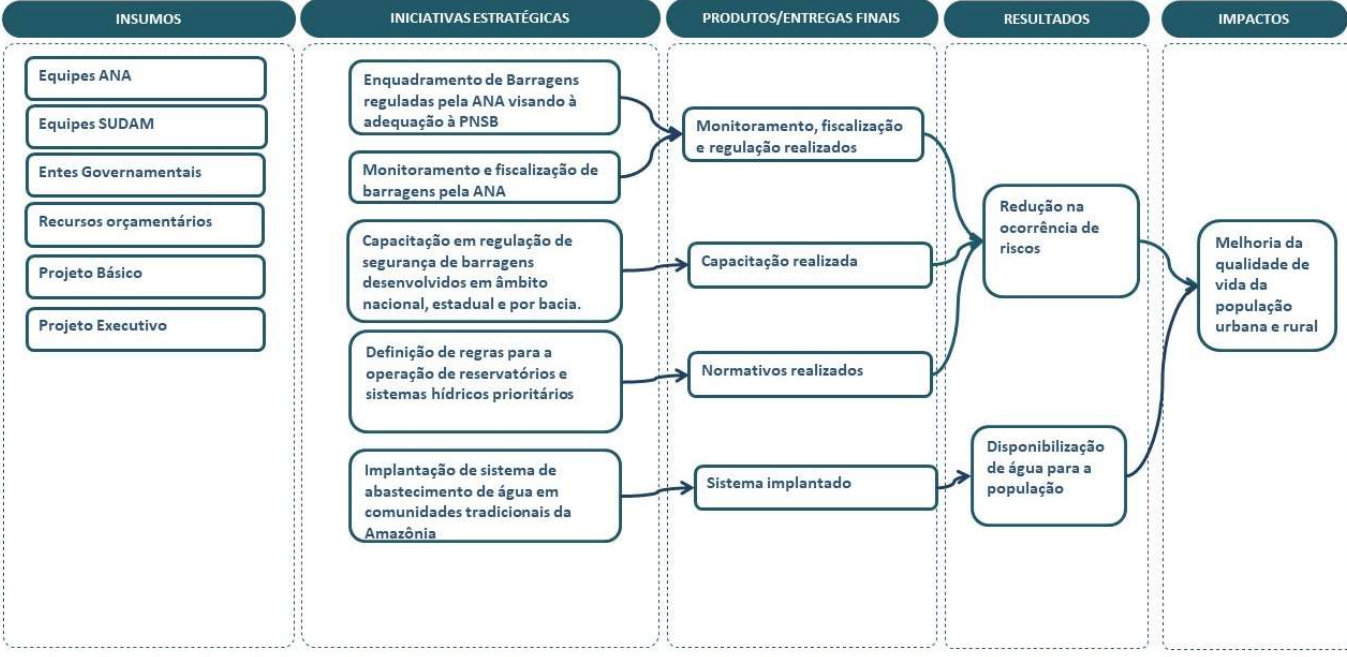 INSUMOS
INICIATIVAS ESTRATÉGICAS
PRODUTOS/ENTREGAS FINAIS
RESULTADOS
IMPACTOS
Equipes ANA
Equipes SUDAM
Entes Governamentais
Recursos orçamentários
Projeto Básico
Projeto Executivo
Enquadramento de Barragens
reguladas pela ANA visando à
adequação à PNSB
Monitoramento e fiscalização de
barragens pela ANA
Capacitação em regulação de
segurança de barragens
desenvolvidos em âmbito
nacional, estadual e por bacia.
Definição de regras para a
operação de reservatórios e
sistemas hídricos prioritários
Implantação de sistema de
abastecimento de água em
comunidades tradicionais da
Amazônia
Monitoramento, fiscalização
e regulação realizados
Capacitação realizada
Normativos realizados
Sistema implantado
Redução na
ocorrência de
riscos
Disponibilização
de água para a
população
Melhoria da
qualidade de
vida da
população
urbana e rural